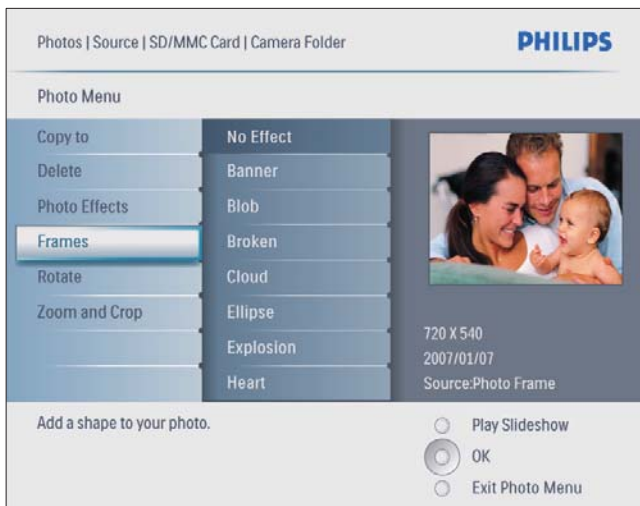 Photos | Source | SD/MMC Card | Camera Folder
PHILIPS
Photo Menu
Copy to
Delete
Photo Effects
Frames
Rotate
Zoom and Crop
No Effect
Banner
Blob
Broken
Cloud
Ellipse
Explosion
Heart
720 X 540
2007/01/07
Source:Photo Frame
Add a shape to your photo.
Play Slideshow
OK
Exit Photo Menu